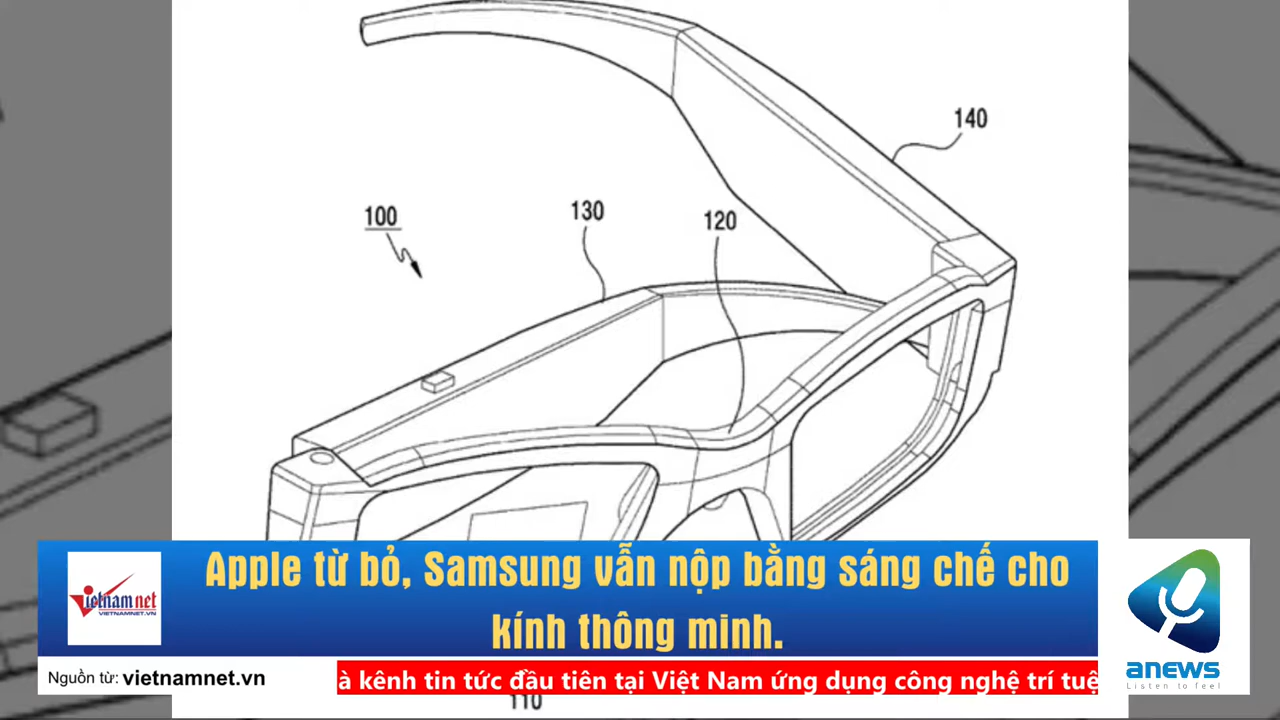 140
130
120
100
Apple từ bỏ, Samsung vẫn nộp bằng sáng chế cho
kính thông minh.
Vietnamnet
VIETNAMNET.VN
Nguồn từ: vietnamnet.vn
à kênh tin tức đầu tiên tại Việt Nam ứng dụng công nghệ trí tuệ
anews
Listen to feel
110